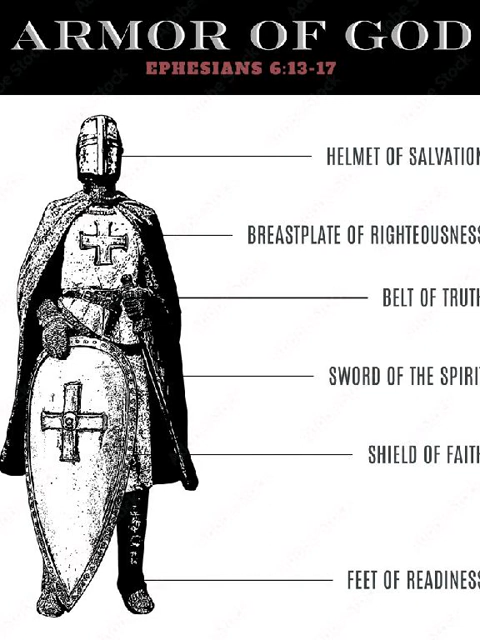 ARMOR OF GOD
EPHESIANS 6:13-17
HELMET OF SALVATION
BREASTPLATE OF RIGHTEOUSNESS
BELT OF TRUTH
SWORD OF THE SPIRIT
SHIELD OF FAITH
FEET OF READINESS